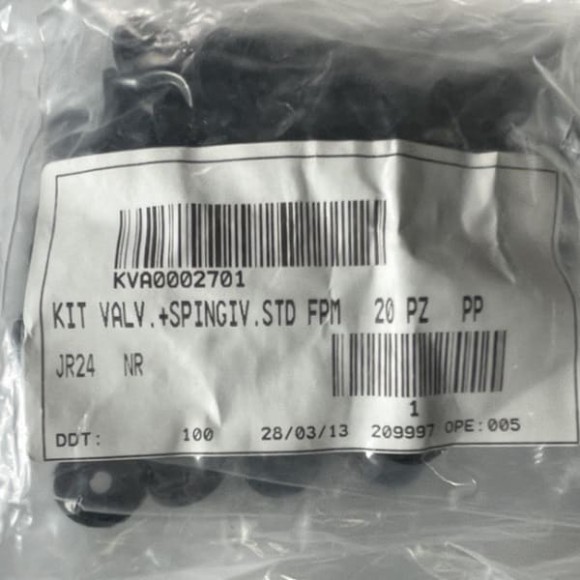 KVA0002701
KIT VALV.+SPINGIV.STD FPM 20 PZ PP
JR24 NR
1
DDT: 100 28/03/13 209997 OPE:005